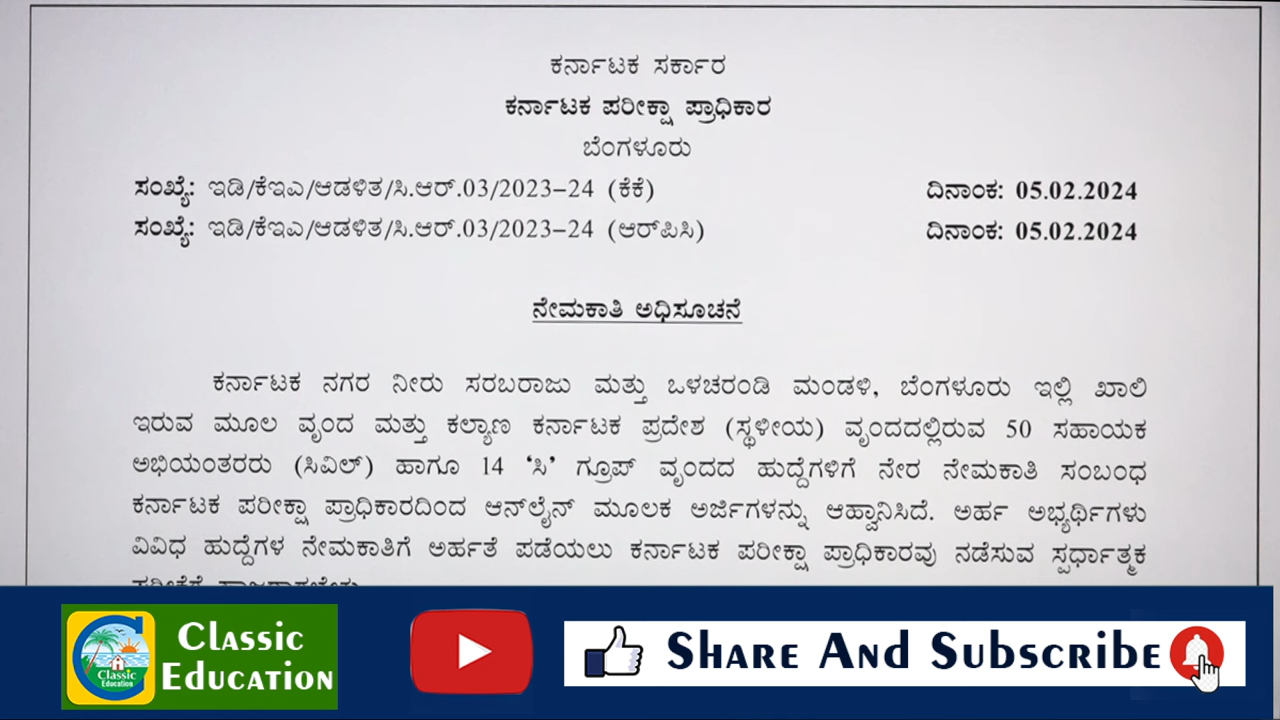 ಕರ್ನಾಟಕ ಸರ್ಕಾರ
ಕರ್ನಾಟಕ ಪರೀಕ್ಷಾ ಪ್ರಾಧಿಕಾರ
ಬೆಂಗಳೂರು
ಸಂಖ್ಯೆ: ಇಡಿ/ಕೆಇಎ/ಆಡಳಿತ/ಸಿ.ಆರ್.03/2023-24 (ಕೆಕೆ) ದಿನಾಂಕ: 05.02.2024
ಸಂಖ್ಯೆ: ಇಡಿ/ಕೆಇಎ/ಆಡಳಿತ/ಸಿ.ಆರ್.03/2023-24 (ಆರ್‌ಪಿಸಿ) ದಿನಾಂಕ: 05.02.2024
ನೇಮಕಾತಿ ಅಧಿಸೂಚನೆ
ಕರ್ನಾಟಕ ನಗರ ನೀರು ಸರಬರಾಜು ಮತ್ತು ಒಳಚರಂಡಿ ಮಂಡಳಿ, ಬೆಂಗಳೂರು ಇಲ್ಲಿ ಖಾಲಿ
ಇರುವ ಮೂಲ ವೃಂದ ಮತ್ತು ಕಲ್ಯಾಣ ಕರ್ನಾಟಕ ಪ್ರದೇಶ (ಸ್ಥಳೀಯ) ವೃಂದದಲ್ಲಿರುವ 50 ಸಹಾಯಕ
ಅಭಿಯಂತರರು (ಸಿವಿಲ್) ಹಾಗೂ 14 ‘ಸಿ’ ಗ್ರೂಪ್ ವೃಂದದ ಹುದ್ದೆಗಳಿಗೆ ನೇರ ನೇಮಕಾತಿ ಸಂಬಂಧ
ಕರ್ನಾಟಕ ಪರೀಕ್ಷಾ ಪ್ರಾಧಿಕಾರದಿಂದ ಆನ್‌ಲೈನ್ ಮೂಲಕ ಅರ್ಜಿಗಳನ್ನು ಆಹ್ವಾನಿಸಿದೆ. ಅರ್ಹ ಅಭ್ಯರ್ಥಿಗಳು
ವಿವಿಧ ಹುದ್ದೆಗಳ ನೇಮಕಾತಿಗೆ ಅರ್ಹತೆ ಪಡೆಯಲು ಕರ್ನಾಟಕ ಪರೀಕ್ಷಾ ಪ್ರಾಧಿಕಾರವು ನಡೆಸುವ ಸ್ಪರ್ಧಾತ್ಮಕ
Classic
Education
Classic
Education
Share And Subscribe